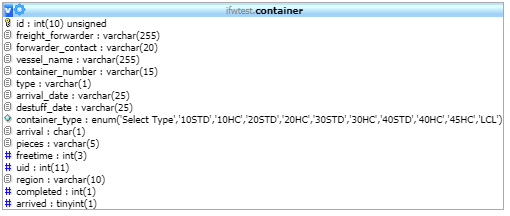 ifwtest.container
id : int(10) unsigned
freight_forwarder : varchar(255)
forwarder_contact : varchar(20)
vessel_name : varchar(255)
container_number : varchar(15)
type : varchar(1)
arrival_date : varchar(25)
destuff_date : varchar(25)
container_type : enum('Select Type','10STD','10HC','20STD','20HC','30STD','30HC','40STD','40HC','45HC','LCL')
arrival : char(1)
pieces : varchar(5)
# freetime : int(3)
# uid : int(11)
region : varchar(10)
# completed : int(1)
# arrived : tinyint(1)